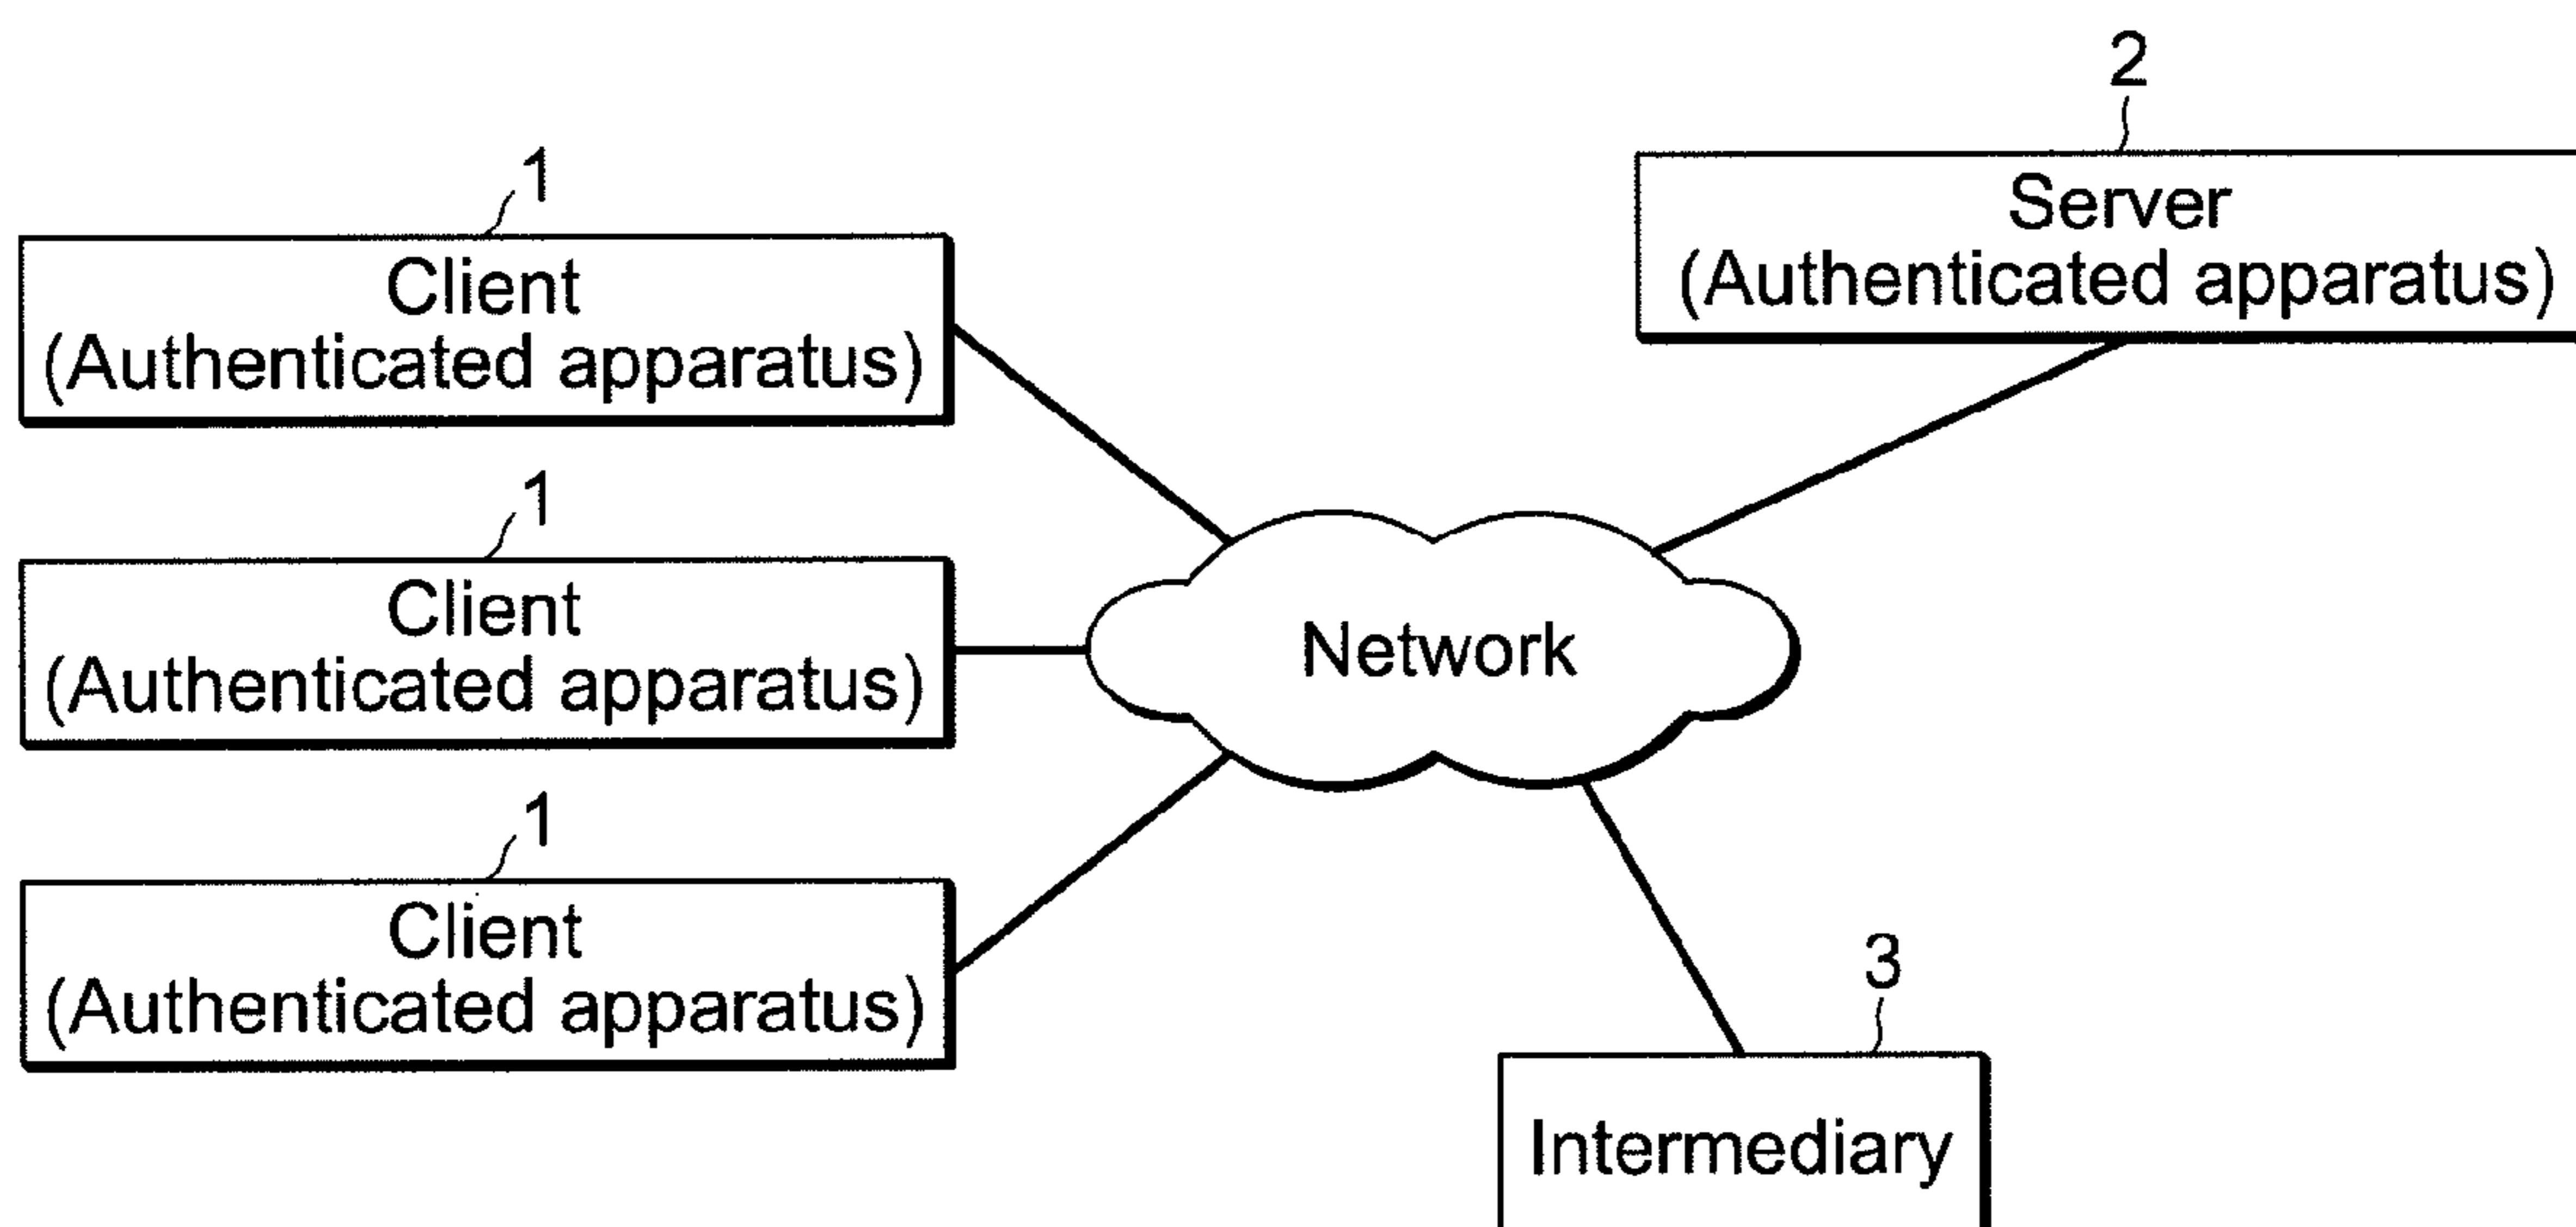 2
Server
(Authenticated apparatus)
1
Client
(Authenticated apparatus)
1
Client
(Authenticated apparatus)
Network
1
Client
(Authenticated apparatus)
3
Intermediary